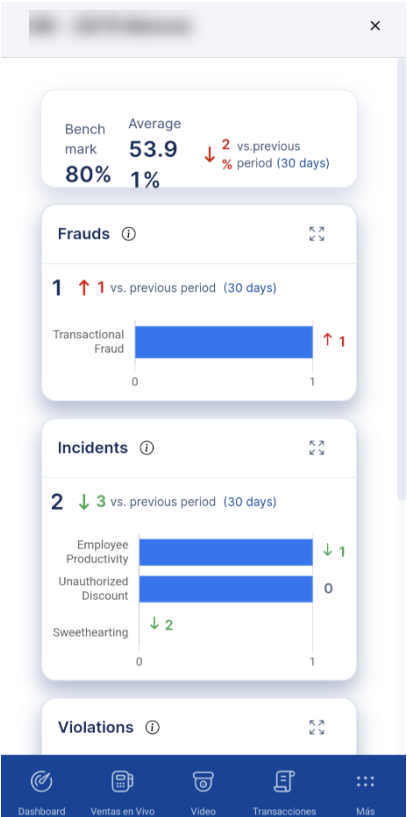 Bench
mark
80%
Average
53.9
1%
↓ 2
%
vs.previous
period (30 days)
Frauds
1 ↑ 1 vs. previous period (30 days)
Transactional
Fraud
↑ 1
0 1
Incidents
2 ↓ 3 vs. previous period (30 days)
Employee
Productivity
↓ 1
Unauthorized
Discount
0
Sweethearting
↓ 2
0 1
Violations
Dashboard Ventas en Vivo Video Transacciones Más